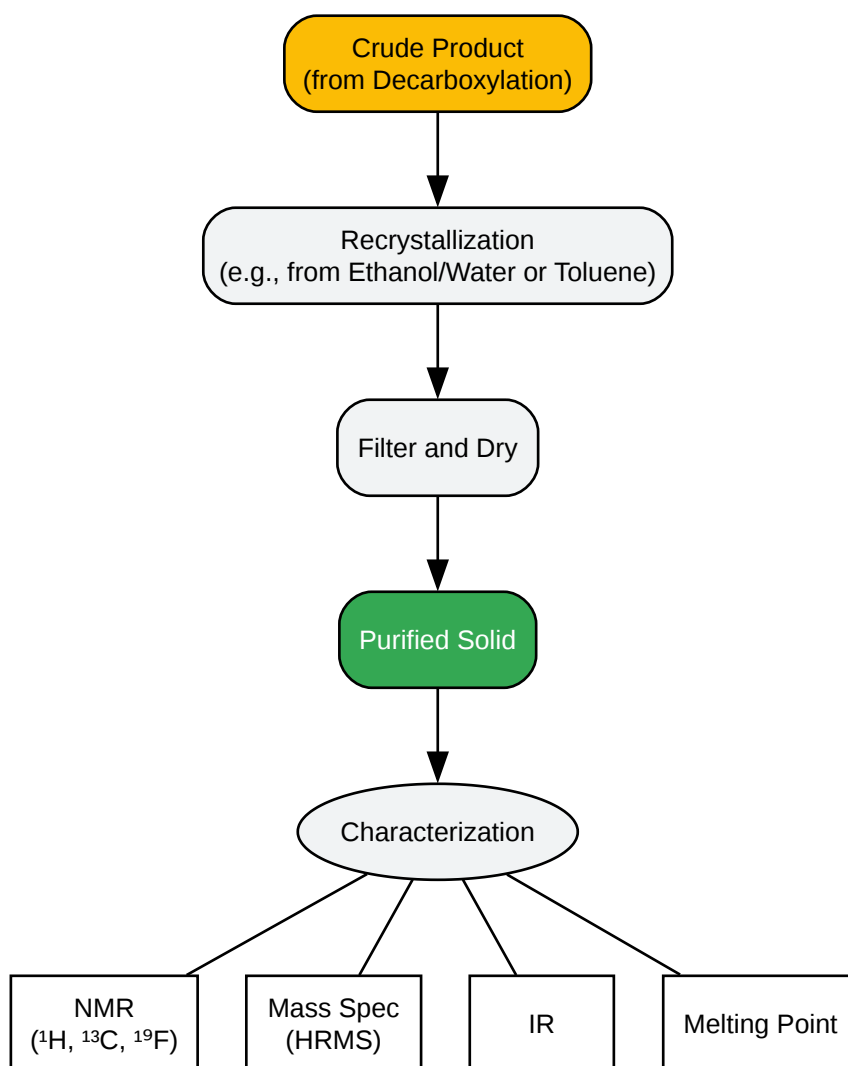 Crude Product
(from Decarboxylation)
Recrystallization
(e.g., from Ethanol/Water or Toluene)
Filter and Dry
Purified Solid
Characterization
NMR
(¹H, ¹³C, ¹⁹F)
Mass Spec
(HRMS)
IR
Melting Point